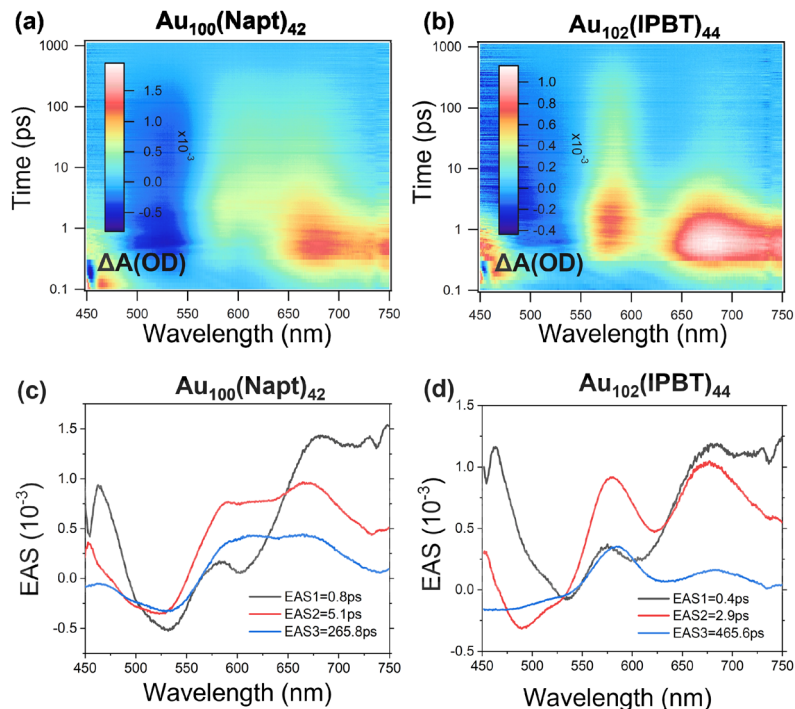 (a) Au100(Napt)42
Time (ps)
1000
100
10
1
0.1
1.5
1.0
0.5
0.0
-0.5
x10^-3
ΔA(OD)
450 500 550 600 650 700 750
Wavelength (nm)
(b) Au102(IPBT)44
Time (ps)
1000
100
10
1
0.1
1.0
0.8
0.6
0.4
0.2
0.0
-0.2
-0.4
x10^-3
ΔA(OD)
450 500 550 600 650 700 750
Wavelength (nm)
(c) Au100(Napt)42
EAS (10^-3)
1.5
1.0
0.5
0.0
-0.5
EAS1=0.8ps
EAS2=5.1ps
EAS3=265.8ps
450 500 550 600 650 700 750
Wavelength (nm)
(d) Au102(IPBT)44
EAS (10^-3)
1.5
1.0
0.5
0.0
-0.5
EAS1=0.4ps
EAS2=2.9ps
EAS3=465.6ps
450 500 550 600 650 700 750
Wavelength (nm)